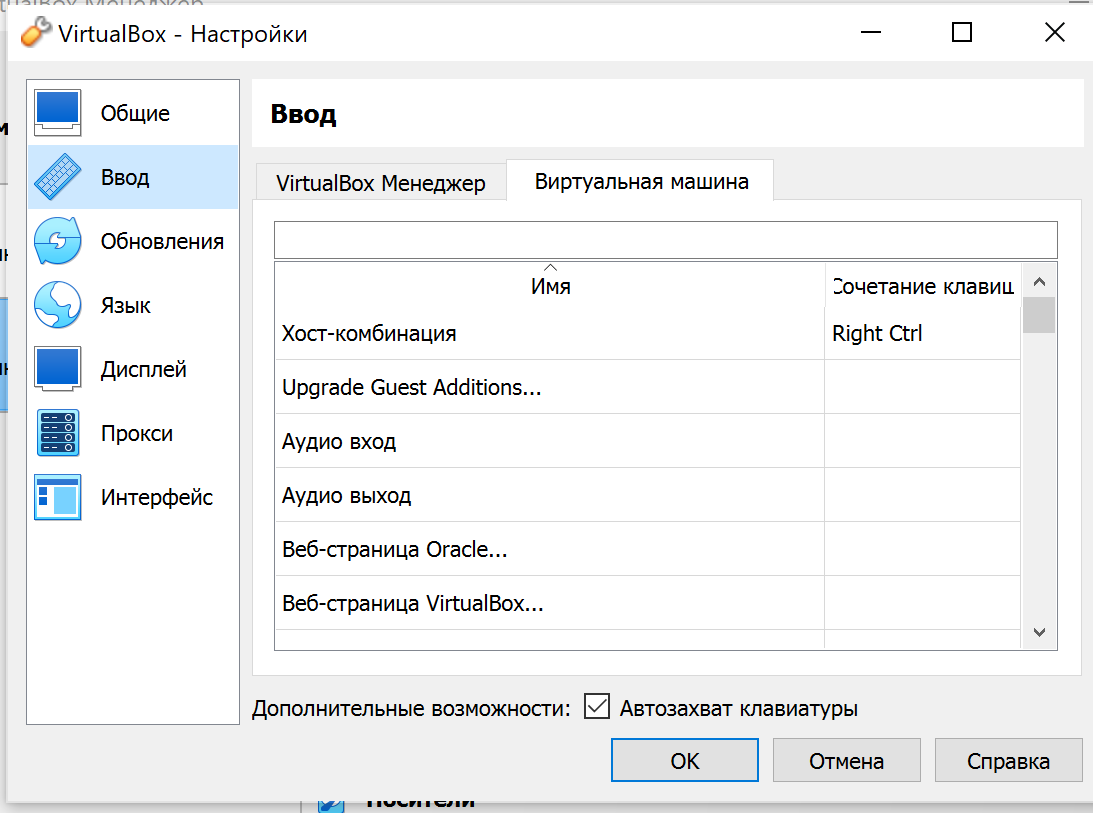 VirtualBox - Настройки
Общие
Ввод
Обновления
Язык
Дисплей
Прокси
Интерфейс
Ввод
VirtualBox Менеджер
Виртуальная машина
Имя
Сочетание клавиш
Хост-комбинация
Right Ctrl
Upgrade Guest Additions...
Аудио вход
Аудио выход
Веб-страница Oracle...
Веб-страница VirtualBox...
Дополнительные возможности:
Автозахват клавиатуры
OK
Отмена
Справка
Носители